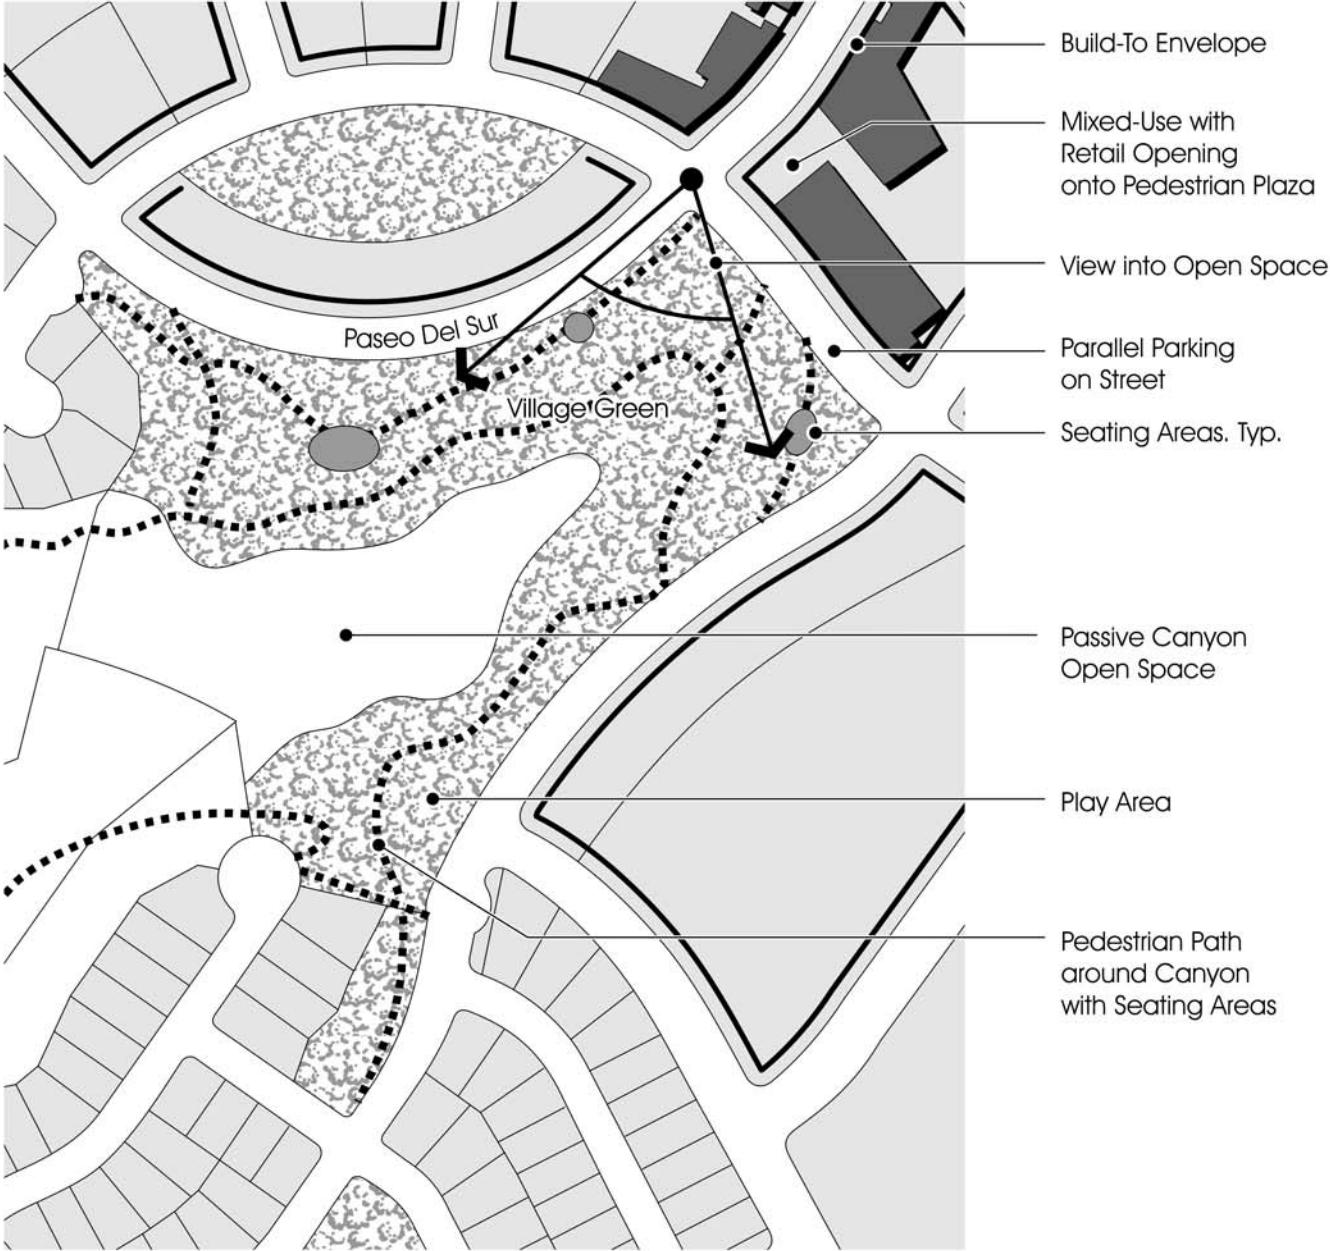 Build-To Envelope
Mixed-Use with
Retail Opening
onto Pedestrian Plaza
View into Open Space
Paseo Del Sur
Parallel Parking
on Street
Village Green
Seating Areas. Typ.
Passive Canyon
Open Space
Play Area
Pedestrian Path
around Canyon
with Seating Areas